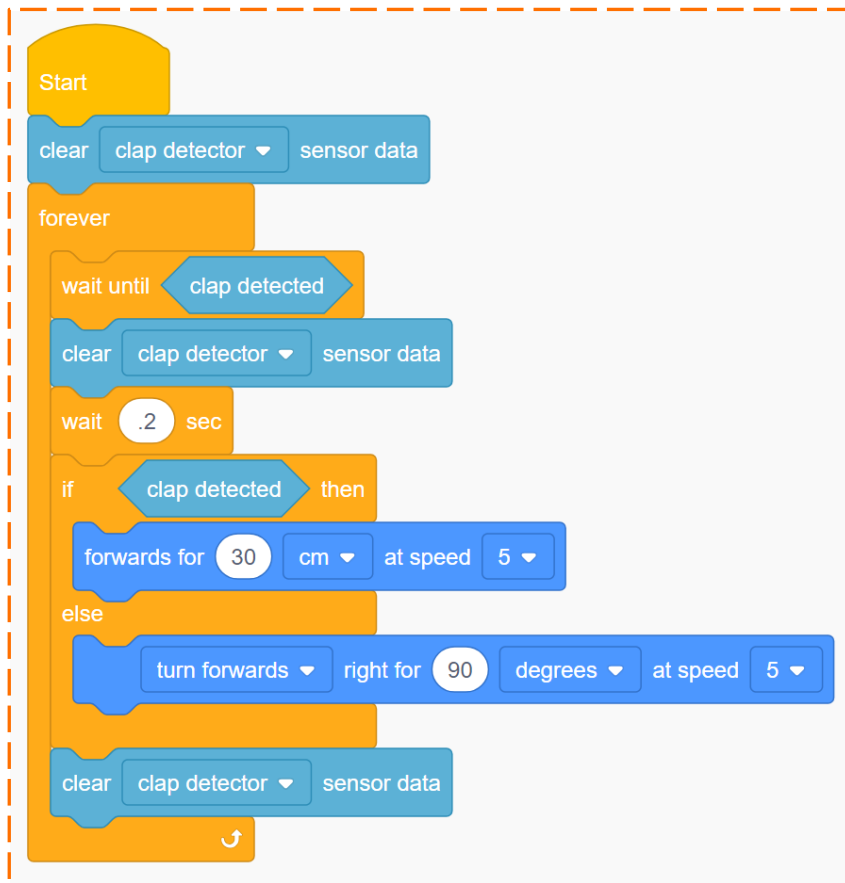 Start
clear clap detector sensor data
forever
wait until clap detected
clear clap detector sensor data
wait .2 sec
if clap detected then
forwards for 30 cm at speed 5
else
turn forwards right for 90 degrees at speed 5
clear clap detector sensor data